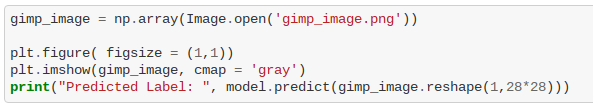 gimp_image = np.array(Image.open('gimp_image.png'))
plt.figure( figsize = (1,1))
plt.imshow(gimp_image, cmap = 'gray')
print("Predicted Label: ", model.predict(gimp_image.reshape(1,28*28)))